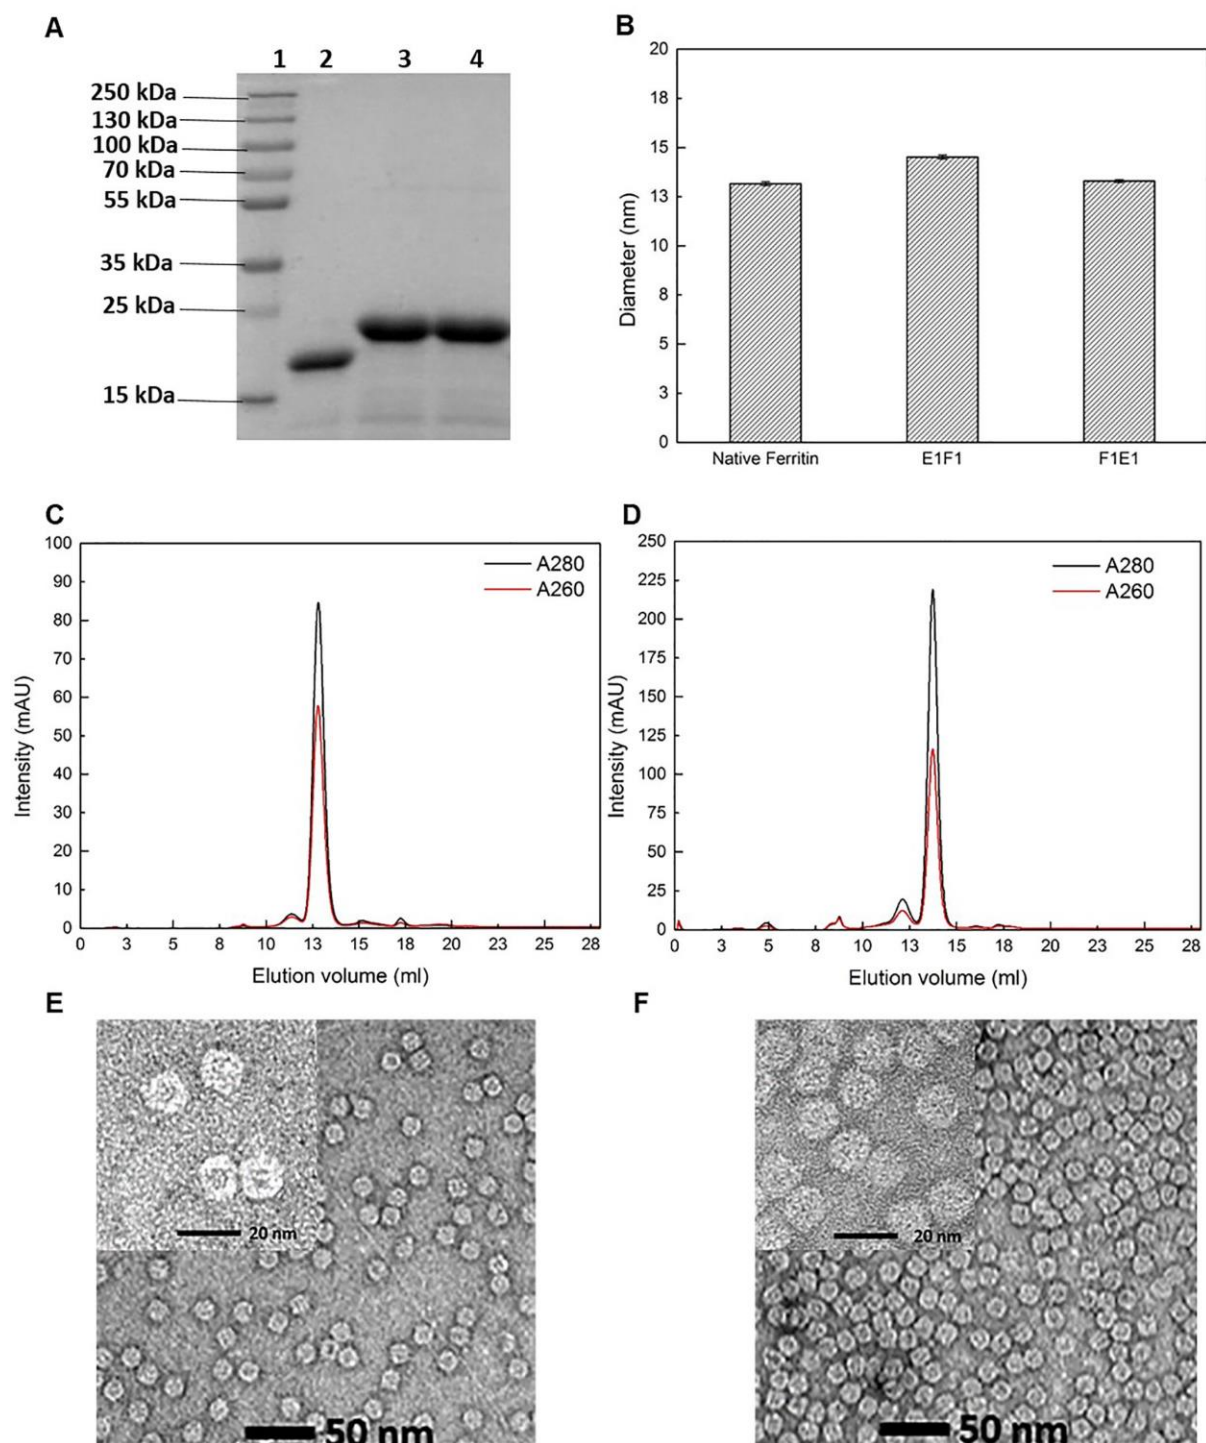 A
1 2 3 4
250 kDa
130 kDa
100 kDa
70 kDa
55 kDa
35 kDa
25 kDa
15 kDa
B
20
18
15
13
10
8
5
3
0
Diameter (nm)
Native Ferritin E1F1 F1E1
C
100
90
80
70
60
50
40
30
20
10
0
Intensity (mAU)
A280
A260
0 3 5 8 10 13 15 18 20 23 25 28
Elution volume (ml)
D
250
225
200
175
150
125
100
75
50
25
0
Intensity (mAU)
A280
A260
0 3 5 8 10 13 15 18 20 23 25 28
Elution volume (ml)
E
20 nm
50 nm
F
20 nm
50 nm